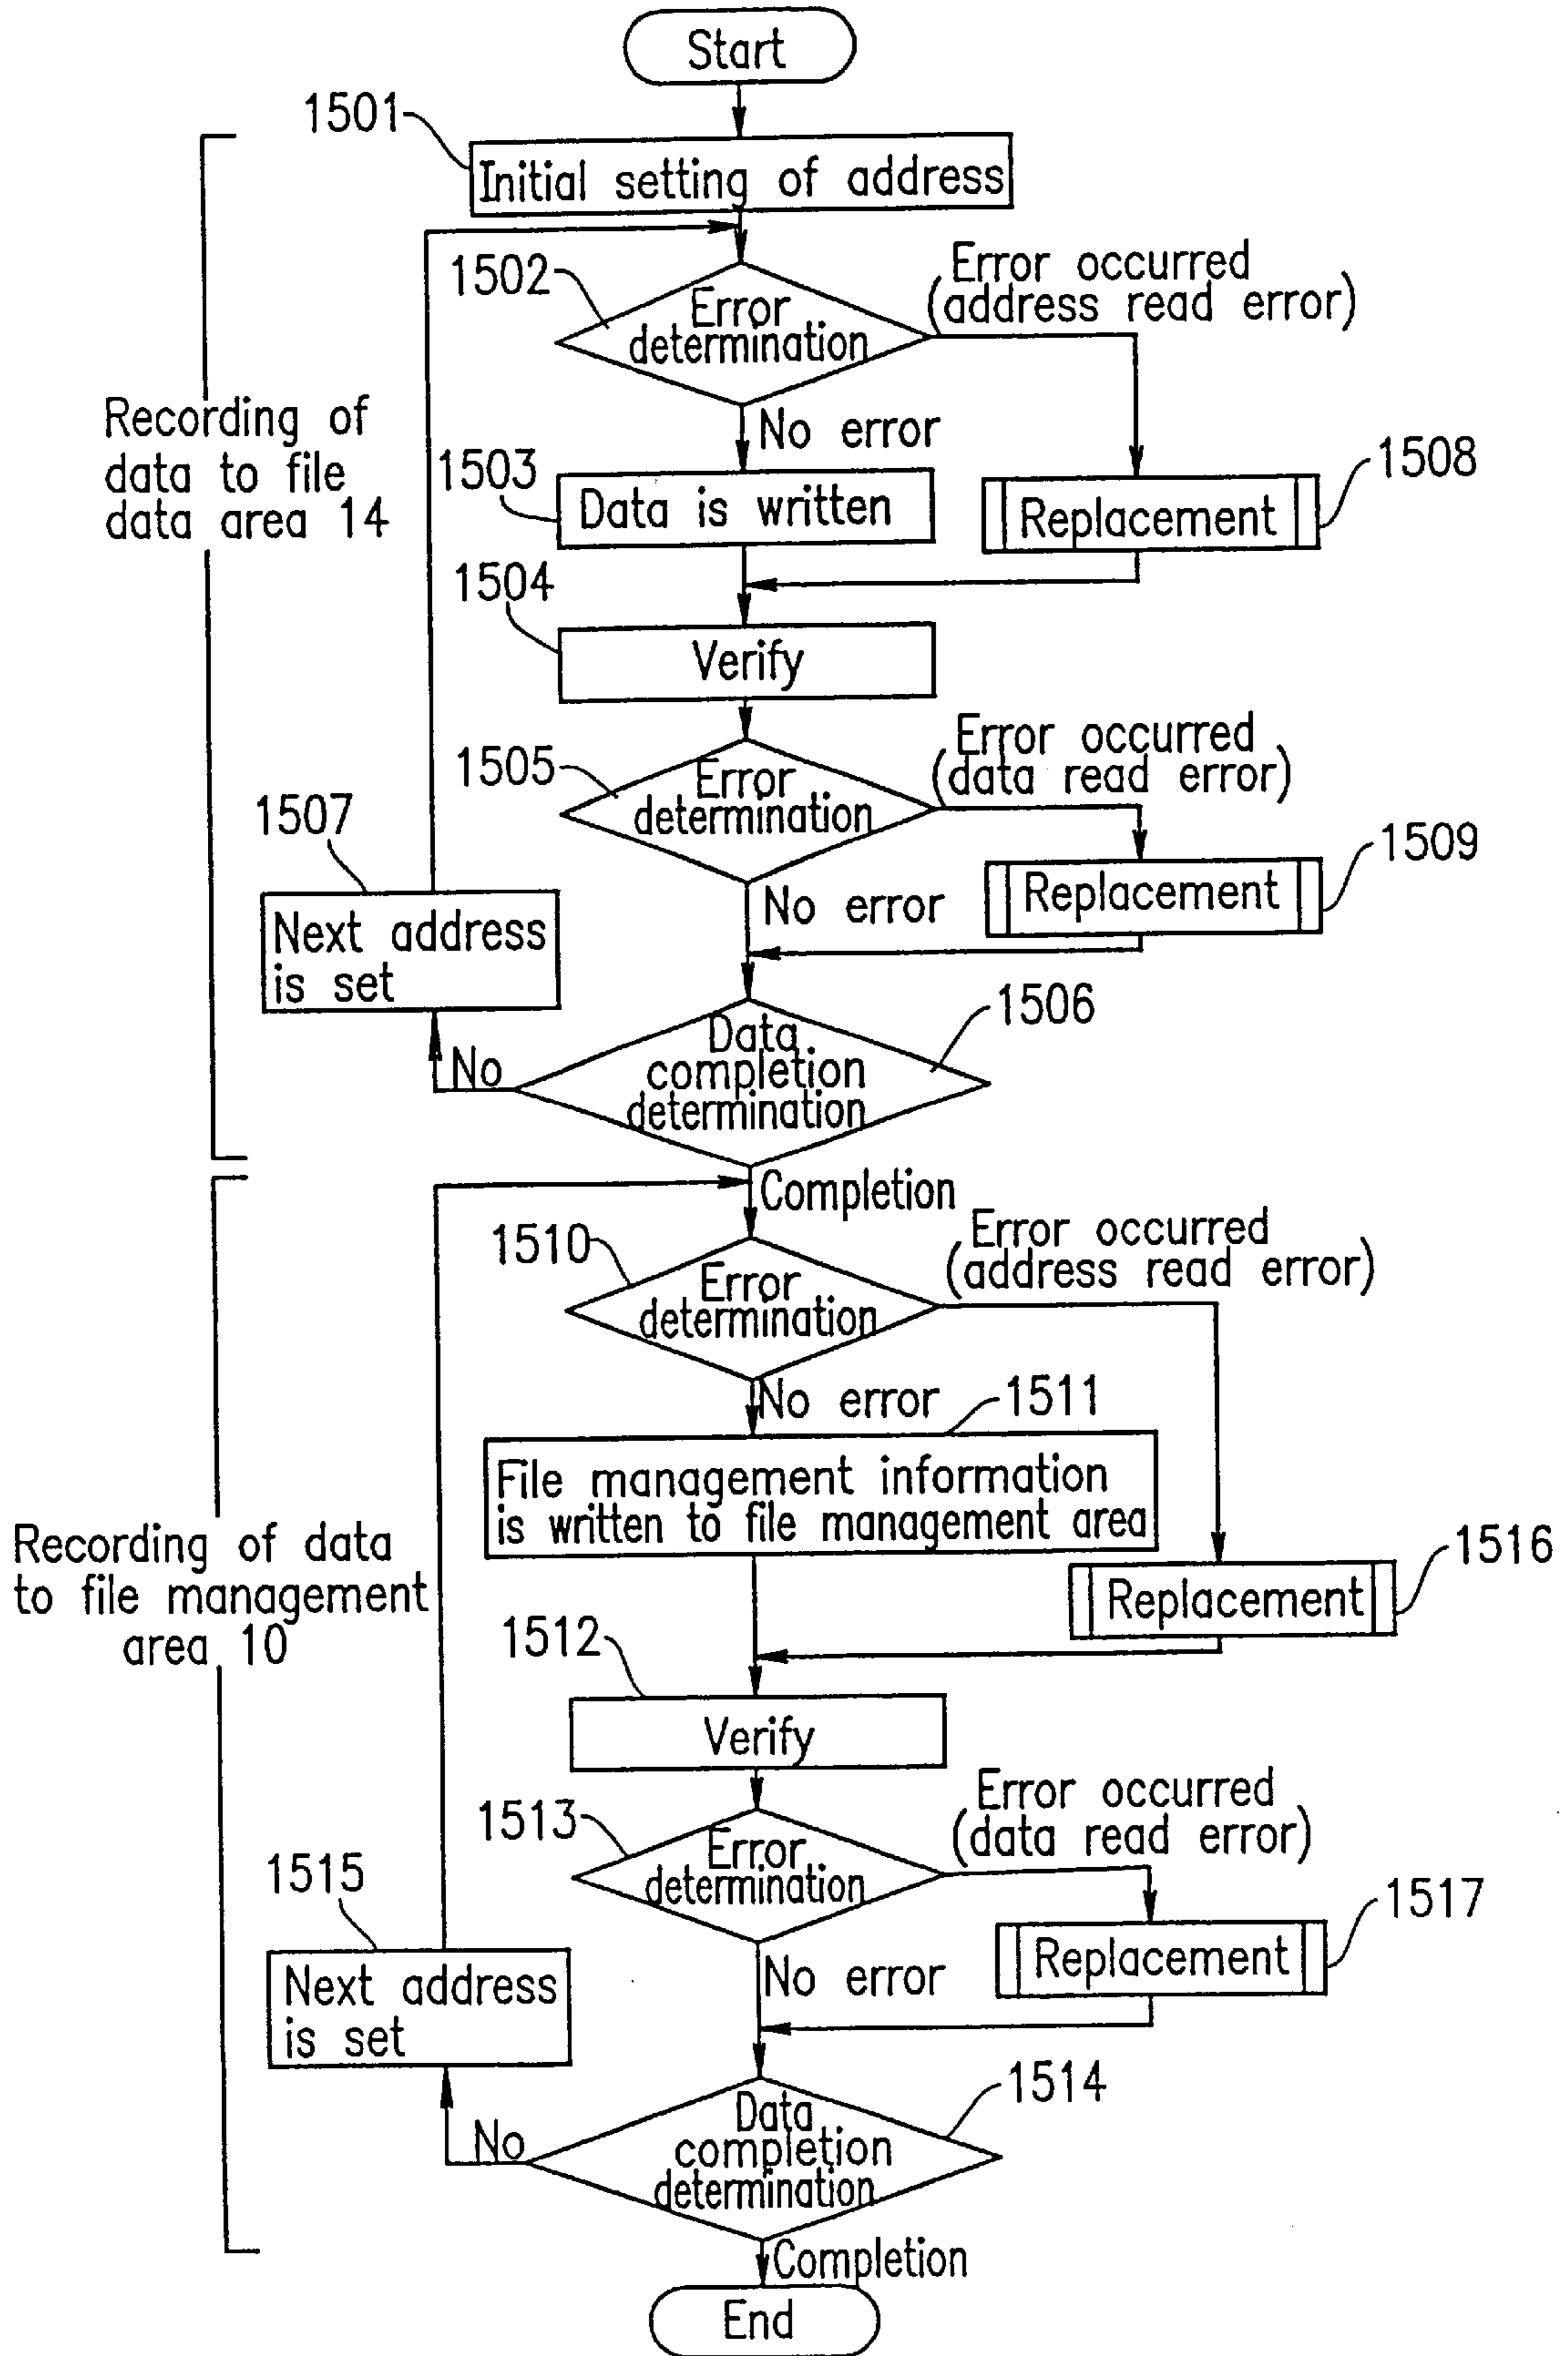 Start
1501
Initial setting of address
1502
Error
determination
Error occurred
(address read error)
No error
Recording of
data to file
data area 14
1503
Data is written
1508
Replacement
1504
Verify
1505
Error
determination
Error occurred
(data read error)
1507
Next address
is set
No error
1509
Replacement
1506
Data
completion
determination
No
Completion
1510
Error
determination
Error occurred
(address read error)
No error
1511
File management information
is written to file management area
Recording of data
to file management
area 10
1516
Replacement
1512
Verify
1513
Error
determination
Error occurred
(data read error)
1515
Next address
is set
No error
1517
Replacement
1514
Data
completion
determination
No
Completion
End